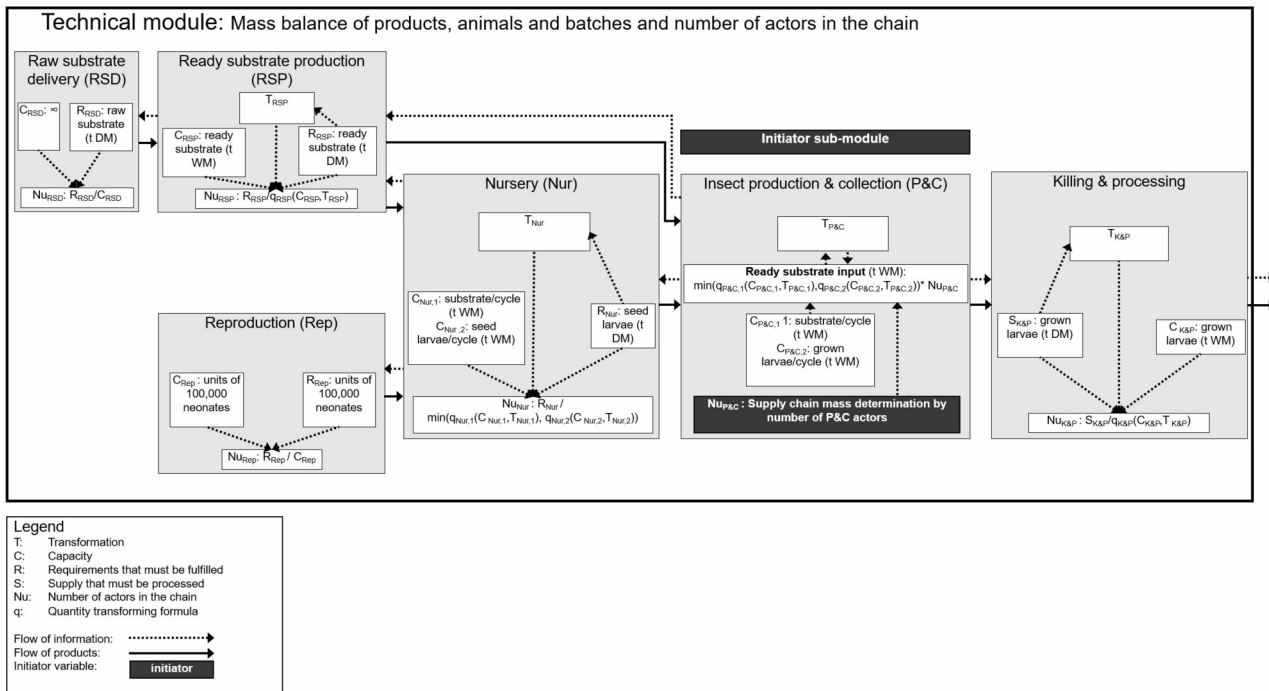 Technical module: Mass balance of products, animals and batches and number of actors in the chain
Raw substrate
delivery (RSD)
C_RSD: ∞
R_RSD: raw
substrate
(t DM)
Nu_RSD: R_RSD/C_RSD
Ready substrate production
(RSP)
T_RSP
C_RSP: ready
substrate (t
WM)
R_RSP: ready
substrate (t
DM)
Nu_RSP: R_RSP/q_RSP(C_RSP,T_RSP)
Reproduction (Rep)
C_Rep: units of
100,000
neonates
R_Rep: units of
100,000
neonates
Nu_Rep: R_Rep / C_Rep
Nursery (Nur)
T_Nur
C_Nur,1: substrate/cycle
(t WM)
C_Nur,2: seed
larvae/cycle (t WM)
R_Nur: seed
larvae (t
DM)
Nu_Nur: R_Nur /
min(q_Nur,1(C_Nur,1,T_Nur,1), q_Nur,2(C_Nur,2,T_Nur,2))
Initiator sub-module
Insect production & collection (P&C)
T_P&C
Ready substrate input (t WM):
min(q_P&C,1(C_P&C,1,T_P&C,1),q_P&C,2(C_P&C,2,T_P&C,2))* Nu_P&C
C_P&C,1 1: substrate/cycle
(t WM)
C_P&C,2: grown
larvae/cycle (t WM)
Nu_P&C : Supply chain mass determination by
number of P&C actors
Killing & processing
T_K&P
S_K&P : grown
larvae (t DM)
C_K&P: grown
larvae (t WM)
Nu_K&P : S_K&P/q_K&P(C_K&P,T_K&P)
Legend
T: Transformation
C: Capacity
R: Requirements that must be fulfilled
S: Supply that must be processed
Nu: Number of actors in the chain
q: Quantity transforming formula
Flow of information:
Flow of products:
Initiator variable: initiator